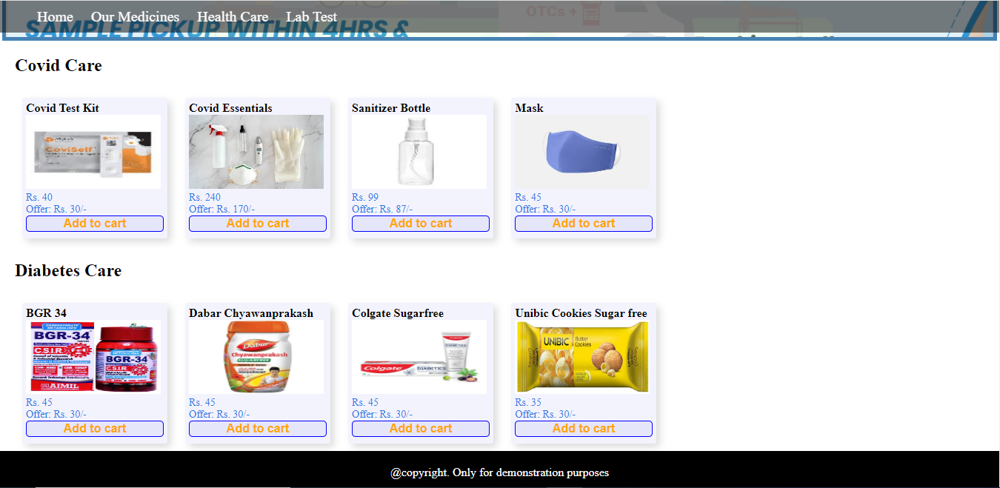 Home Our Medicines Health Care Lab Test
OTCs +
SAMPLE PICKUP WITHIN 4HRS &
Covid Care
Covid Test Kit Covid Essentials Sanitizer Bottle Mask
CoviSelf
Rs. 40 Rs. 240 Rs. 99 Rs. 45
Offer: Rs. 30/- Offer: Rs. 170/- Offer: Rs. 87/- Offer: Rs. 30/-
Add to cart Add to cart Add to cart Add to cart
Diabetes Care
BGR 34 Dabar Chyawanprakash Colgate Sugarfree Unibic Cookies Sugar free
CARBOHYDRATE
METABOLISER
BGR-34
CSIR
AIMIL
BGR-34
CSIR
Dabur
Chyawanprakash
SUGARFREE
Colgate
DIABETICS
UNIBIC
Butter
Cookies
Rs. 45 Rs. 45 Rs. 45 Rs. 35
Offer: Rs. 30/- Offer: Rs. 30/- Offer: Rs. 30/- Offer: Rs. 30/-
Add to cart Add to cart Add to cart Add to cart
@copyright. Only for demonstration purposes